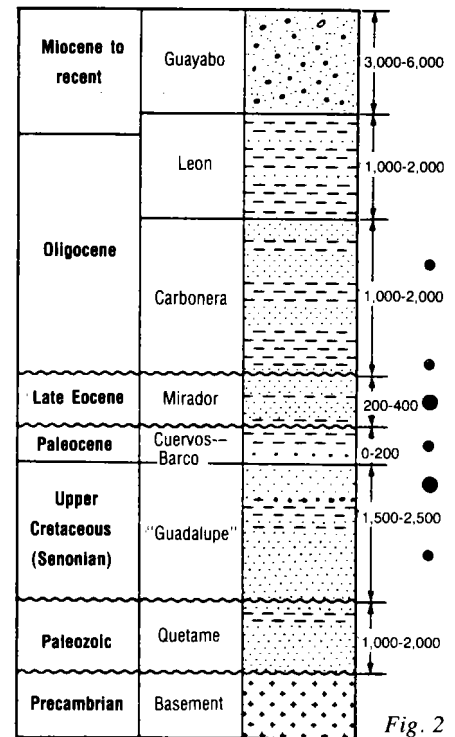 Miocene to
recent
Guayabo
3,000-6,000
Leon
1,000-2,000
Oligocene
Carbonera
1,000-2,000
Late Eocene
Mirador
200-400
Paleocene
Cuervos--
Barco
0-200
Upper
Cretaceous
(Senonian)
"Guadalupe"
1,500-2,500
Paleozoic
Quetame
1,000-2,000
Precambrian
Basement
Fig. 2